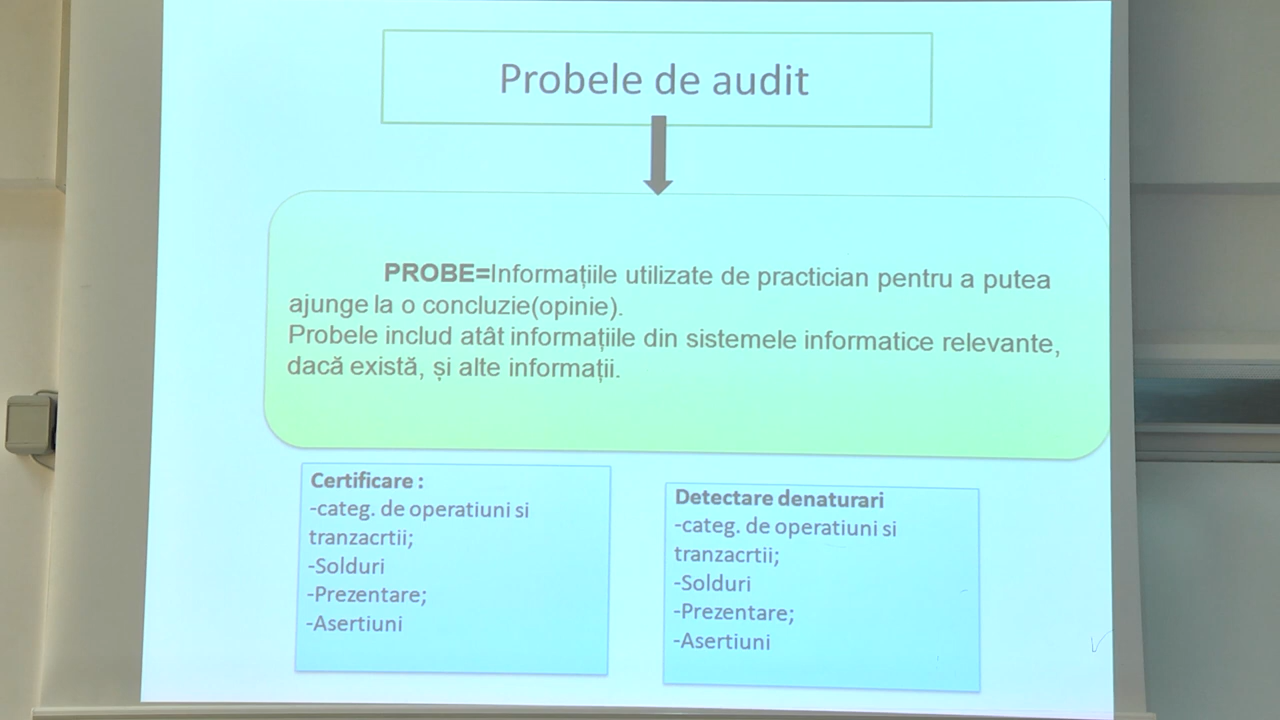 Probele de audit
PROBE=Informațiile utilizate de practician pentru a putea
ajunge la o concluzie(opinie).
Probele includ atât informațiile din sistemele informatice relevante,
dacă există, și alte informații.
Certificare :
-categ. de operatiuni si
tranzacrtii;
-Solduri
-Prezentare;
-Asertiuni
Detectare denaturari
-categ. de operatiuni si
tranzacrtii;
-Solduri
-Prezentare;
-Asertiuni